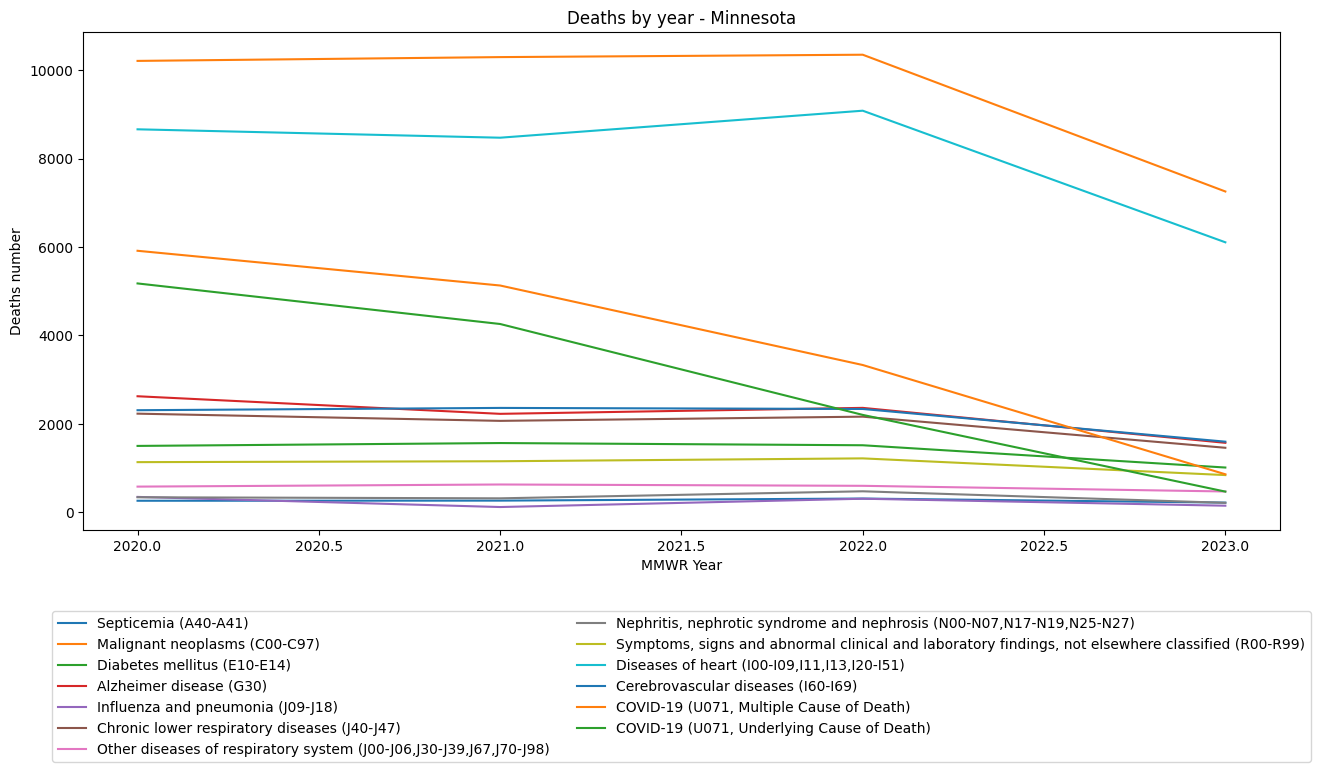 Deaths by year - Minnesota
Deaths number
10000
8000
6000
4000
2000
0
2020.0 2020.5 2021.0 2021.5 2022.0 2022.5 2023.0
MMWR Year
Septicemia (A40-A41)
Malignant neoplasms (C00-C97)
Diabetes mellitus (E10-E14)
Alzheimer disease (G30)
Influenza and pneumonia (J09-J18)
Chronic lower respiratory diseases (J40-J47)
Other diseases of respiratory system (J00-J06,J30-J39,J67,J70-J98)
Nephritis, nephrotic syndrome and nephrosis (N00-N07,N17-N19,N25-N27)
Symptoms, signs and abnormal clinical and laboratory findings, not elsewhere classified (R00-R99)
Diseases of heart (I00-I09,I11,I13,I20-I51)
Cerebrovascular diseases (I60-I69)
COVID-19 (U071, Multiple Cause of Death)
COVID-19 (U071, Underlying Cause of Death)